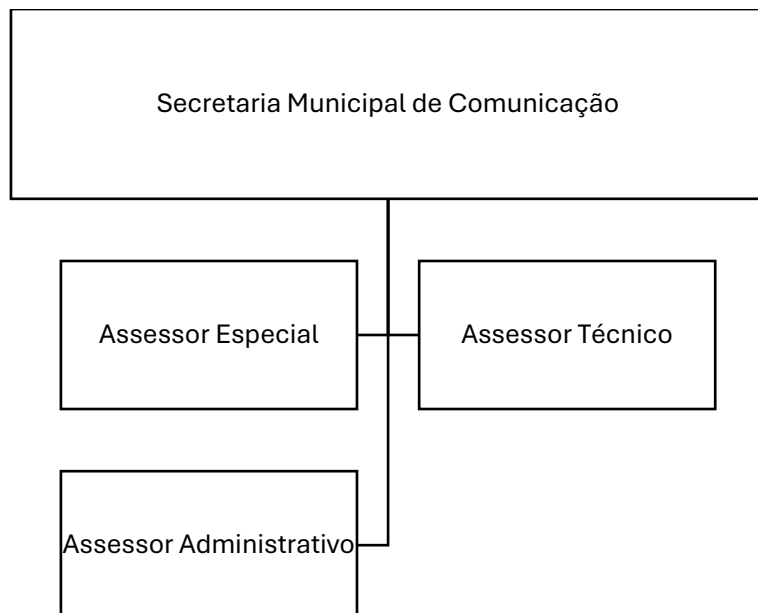 Secretaria Municipal de Comunicação
Assessor Especial
Assessor Técnico
Assessor Administrativo